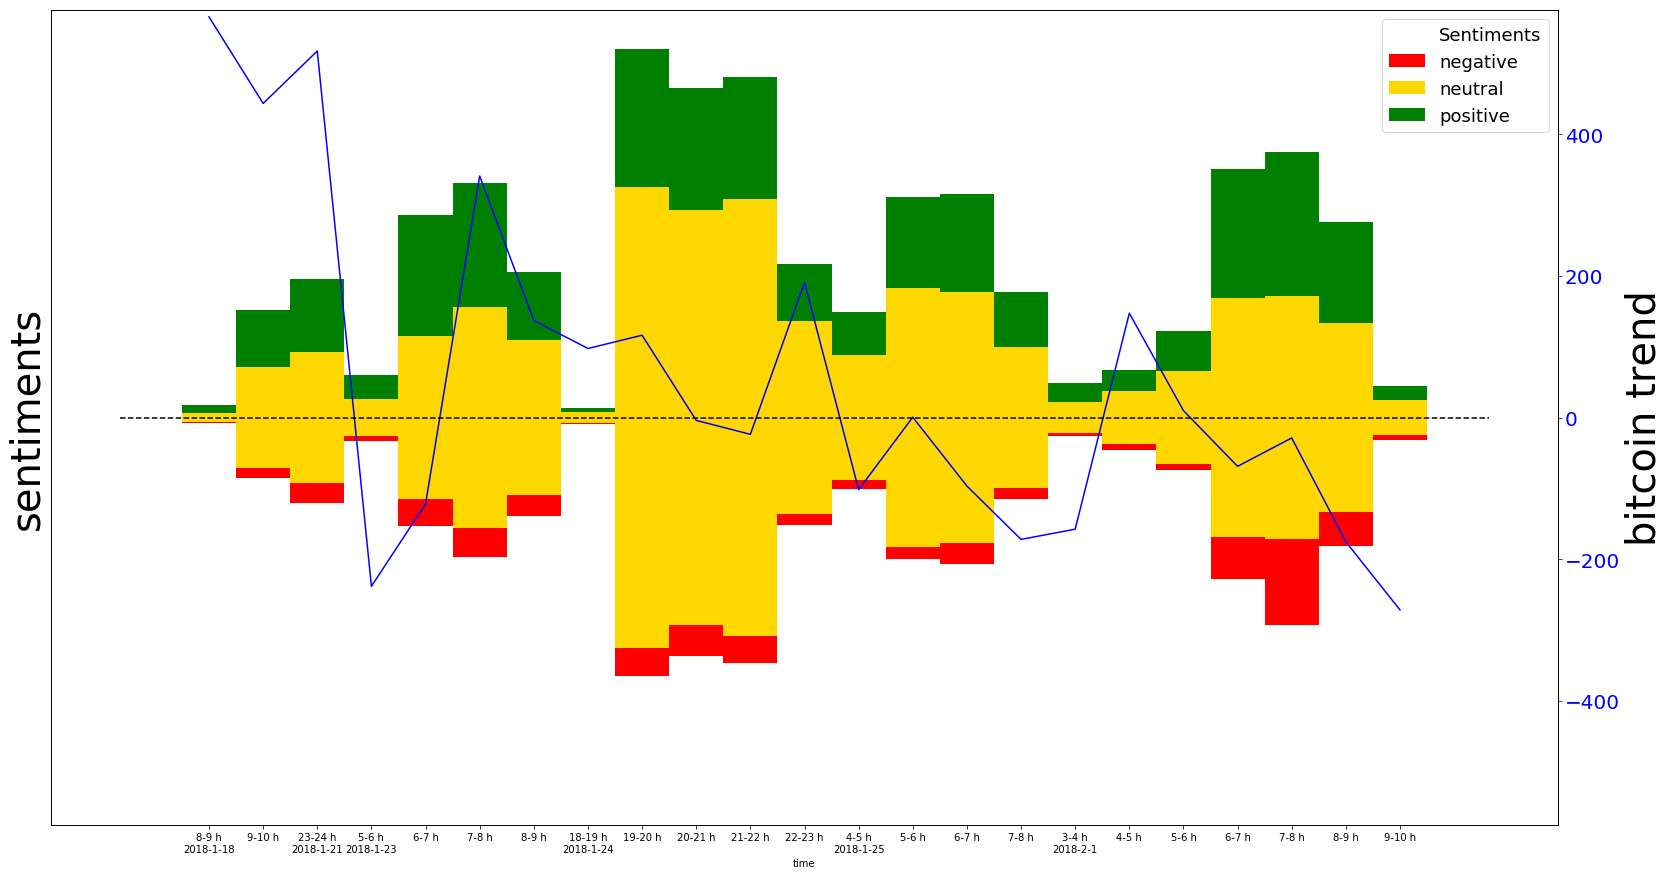 Sentiments
negative
neutral
positive
sentiments
bitcoin trend
400
200
0
−200
−400
8-9 h 9-10 h 23-24 h 5-6 h 6-7 h 7-8 h 8-9 h 18-19 h 19-20 h 20-21 h 21-22 h 22-23 h 4-5 h 5-6 h 6-7 h 7-8 h 3-4 h 4-5 h 5-6 h 6-7 h 7-8 h 8-9 h 9-10 h
2018-1-18 2018-1-21 2018-1-23 2018-1-24 2018-1-25 2018-2-1
time